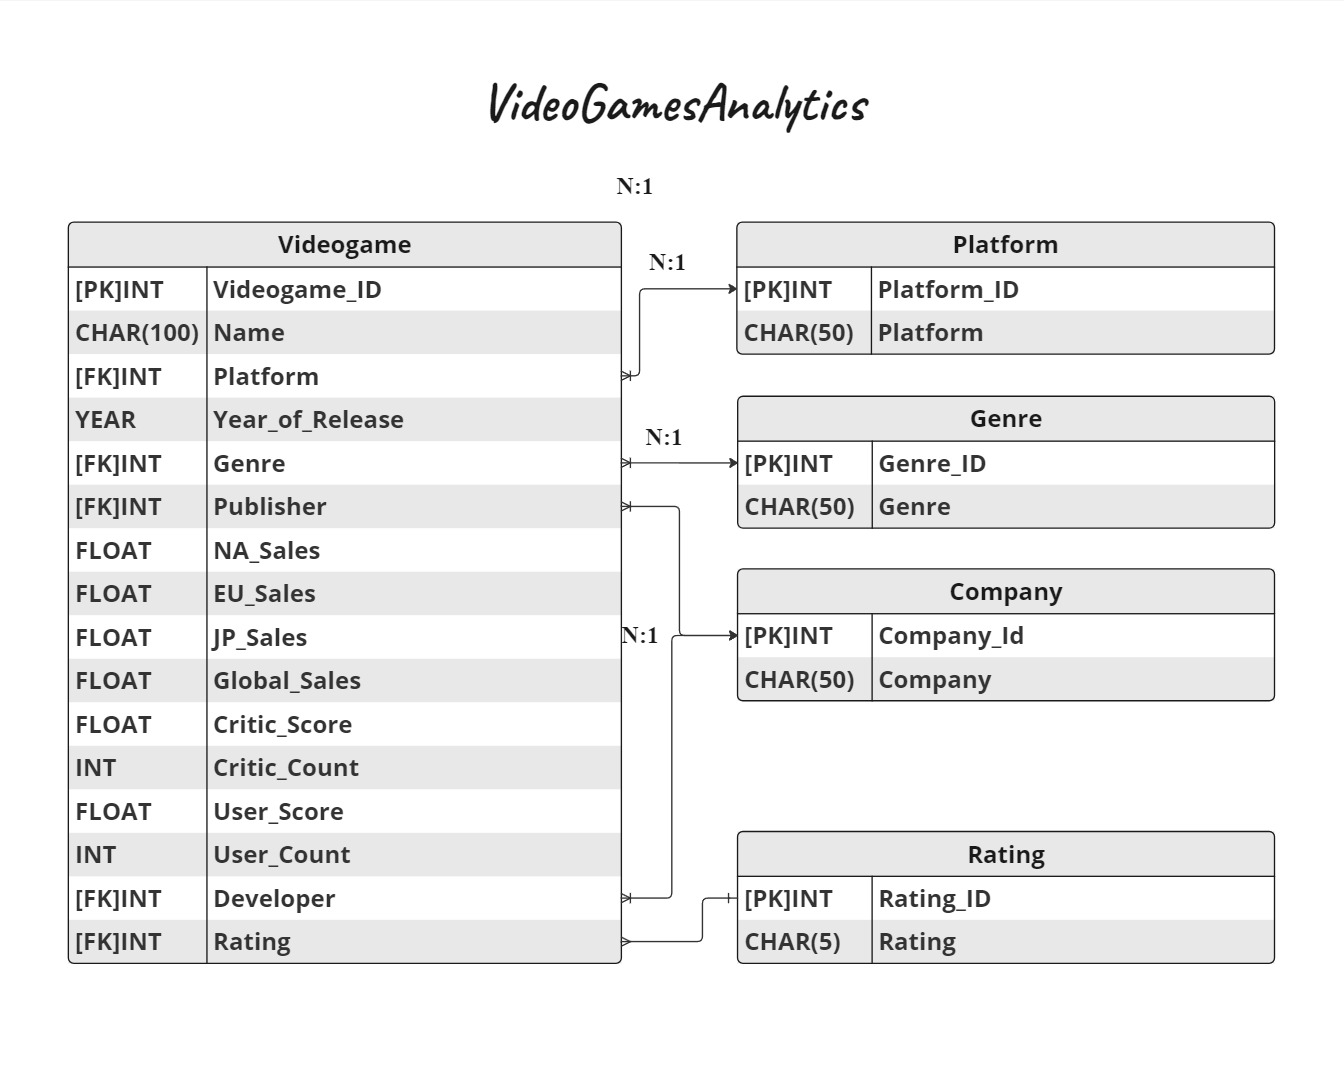 VideoGamesAnalytics
N:1
Videogame
[PK]INT Videogame_ID
CHAR(100) Name
[FK]INT Platform
YEAR Year_of_Release
[FK]INT Genre
[FK]INT Publisher
FLOAT NA_Sales
FLOAT EU_Sales
FLOAT JP_Sales
FLOAT Global_Sales
FLOAT Critic_Score
INT Critic_Count
FLOAT User_Score
INT User_Count
[FK]INT Developer
[FK]INT Rating
N:1
N:1
N:1
Platform
[PK]INT Platform_ID
CHAR(50) Platform
Genre
[PK]INT Genre_ID
CHAR(50) Genre
Company
[PK]INT Company_Id
CHAR(50) Company
Rating
[PK]INT Rating_ID
CHAR(5) Rating